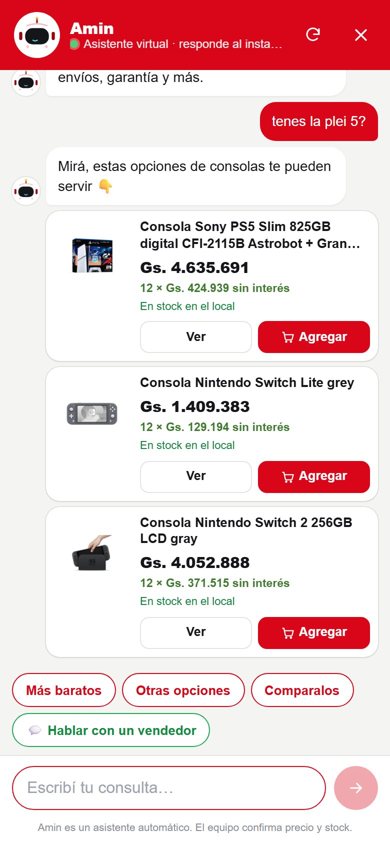 Amin
Asistente virtual · responde al insta...
envíos, garantía y más.
tenes la plei 5?
Mirá, estas opciones de consolas te pueden
servir 👇
Consola Sony PS5 Slim 825GB
digital CFI-2115B Astrobot + Gran...
Gs. 4.635.691
12 × Gs. 424.939 sin interés
En stock en el local
Ver
Agregar
Consola Nintendo Switch Lite grey
Gs. 1.409.383
12 × Gs. 129.194 sin interés
En stock en el local
Ver
Agregar
Consola Nintendo Switch 2 256GB
LCD gray
Gs. 4.052.888
12 × Gs. 371.515 sin interés
En stock en el local
Ver
Agregar
Más baratos
Otras opciones
Comparalos
💬 Hablar con un vendedor
Escribí tu consulta...
Amin es un asistente automático. El equipo confirma precio y stock.